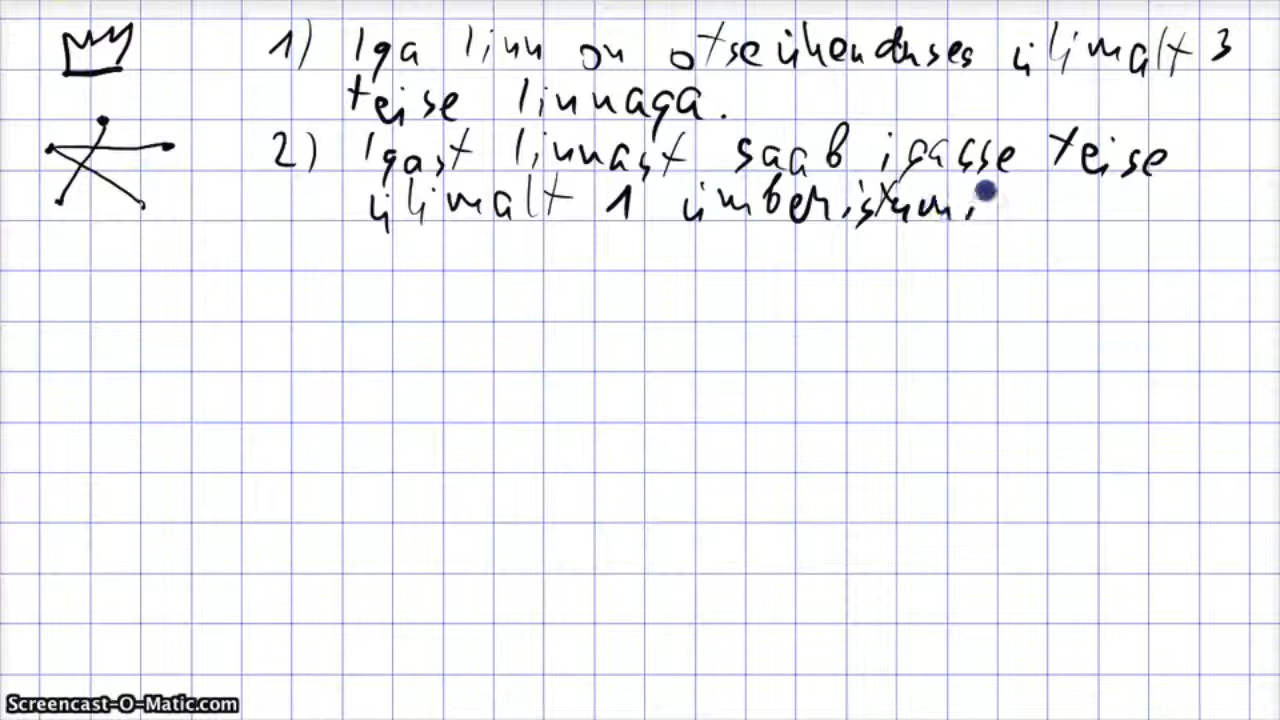 1) Iga linn on otseühenduses ülimalt 3
teise linnaga.
2) Igast linnast saab igasse teise
ülimalt 1 ümberistumi
Screencast-O-Matic.com